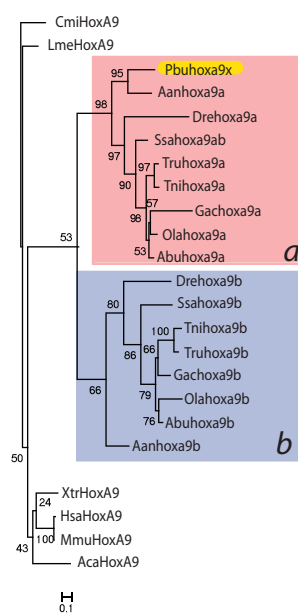 CmiHoxA9
LmeHoxA9
95
Pbuhoxa9x
Aanhoxa9a
98
Drehoxa9a
97
Ssahoxa9ab
97
Truhoxa9a
90
Tnihoxa9a
57
98
Gachoxa9a
Olahoxa9a
53
53
Abuhoxa9a
a
Drehoxa9b
80
Ssahoxa9b
Tnihoxa9b
100
86
66
Truhoxa9b
Gachoxa9b
66
79
Olahoxa9b
76
Abuhoxa9b
Aanhoxa9b
b
50
XtrHoxA9
24
HsaHoxA9
100
MmuHoxA9
43
AcaHoxA9
0.1